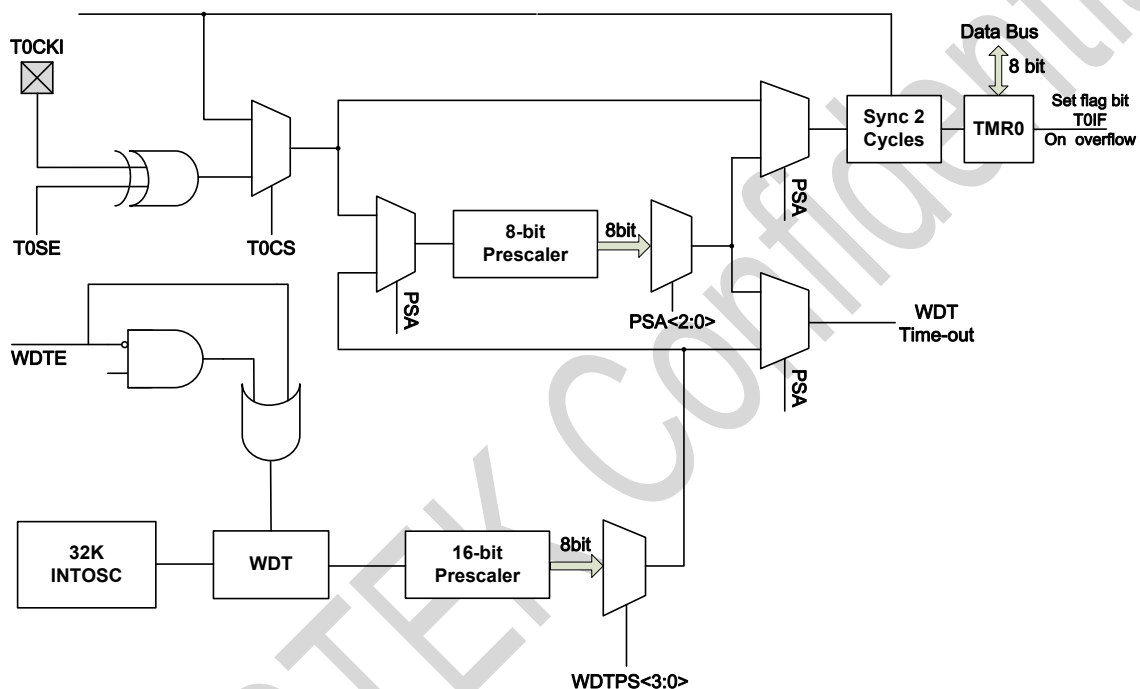 T0CKI
Data Bus
8 bit
Set flag bit
T0IF
On overflow
Sync 2
Cycles
TMR0
PSA
T0SE
T0CS
8-bit
Prescaler
8bit
PSA
PSA<2:0>
WDT
Time-out
PSA
WDTE
32K
INTOSC
WDT
16-bit
Prescaler
8bit
WDTPS<3:0>
TEK Confidenti